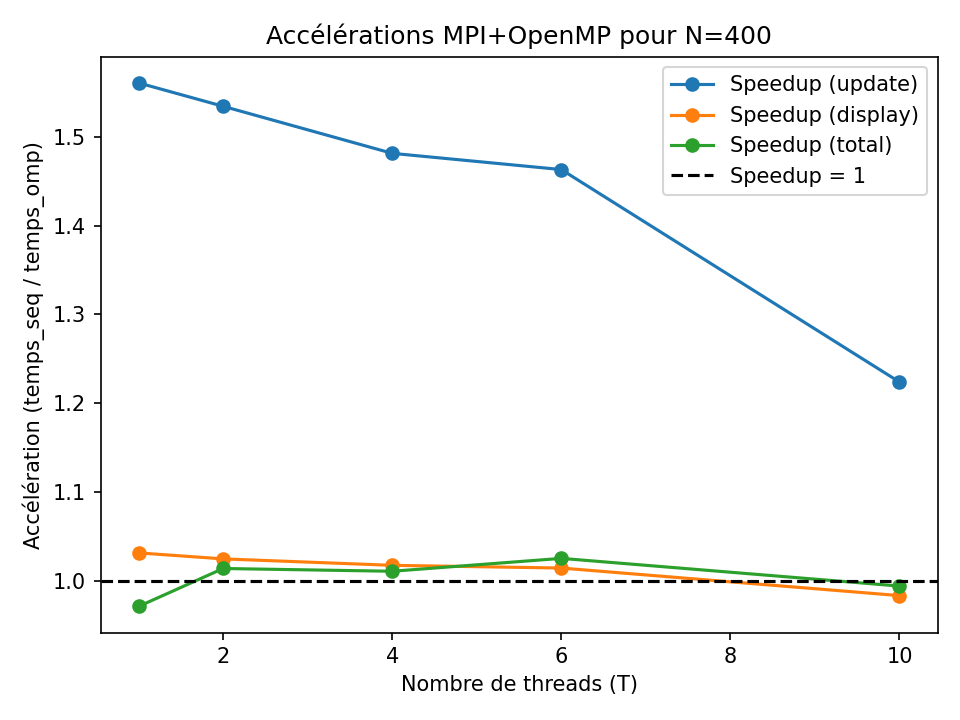 Accélérations MPI+OpenMP pour N=400
Speedup (update)
Speedup (display)
Speedup (total)
Speedup = 1
Accélération (temps_seq / temps_omp)
1.5
1.4
1.3
1.2
1.1
1.0
2 4 6 8 10
Nombre de threads (T)